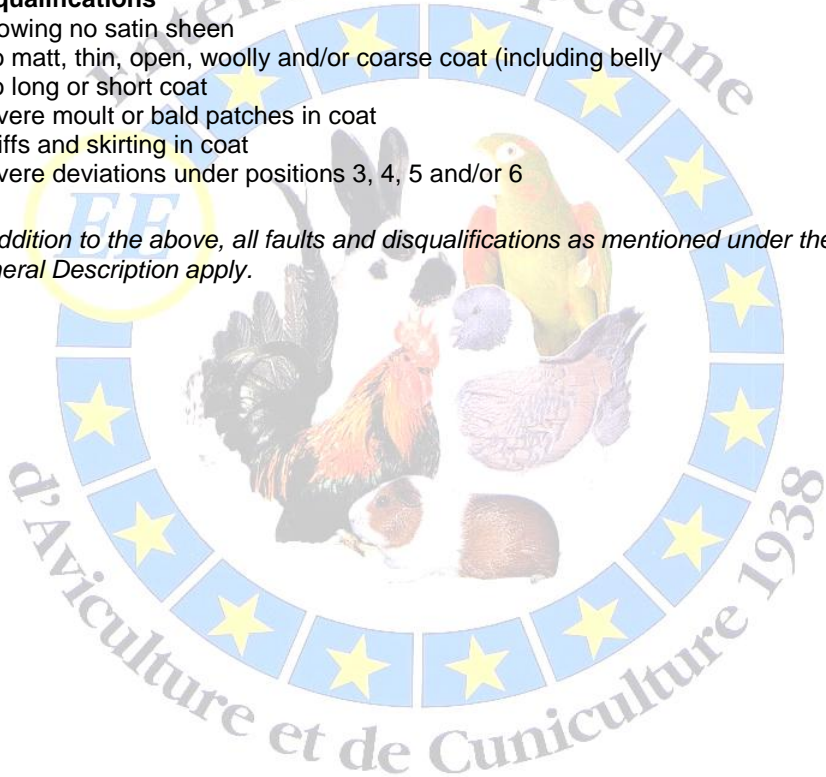 qualifications
owing no satin sheen
o matt, thin, open, woolly and/or coarse coat (including belly
o long or short coat
vere moult or bald patches in coat
iffs and skirting in coat
vere deviations under positions 3, 4, 5 and/or 6
EE
ddition to the above, all faults and disqualifications as mentioned under the
neral Description apply.
d'Aviculture et de Cuniculture 1938